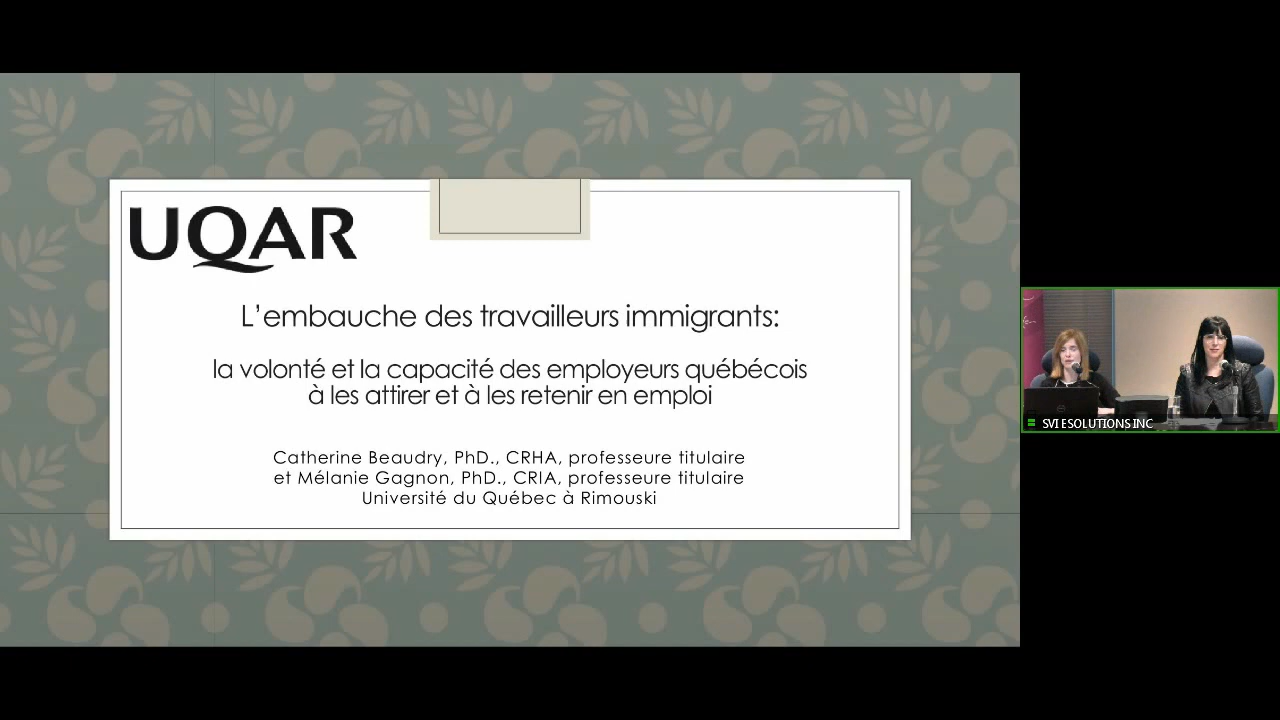 UQAR
L’embauche des travailleurs immigrants:
la volonté et la capacité des employeurs québécois
à les attirer et à les retenir en emploi
Catherine Beaudry, PhD., CRHA, professeure titulaire
et Mélanie Gagnon, PhD., CRIA, professeure titulaire
Université du Québec à Rimouski
SVI ESOLUTIONS INC